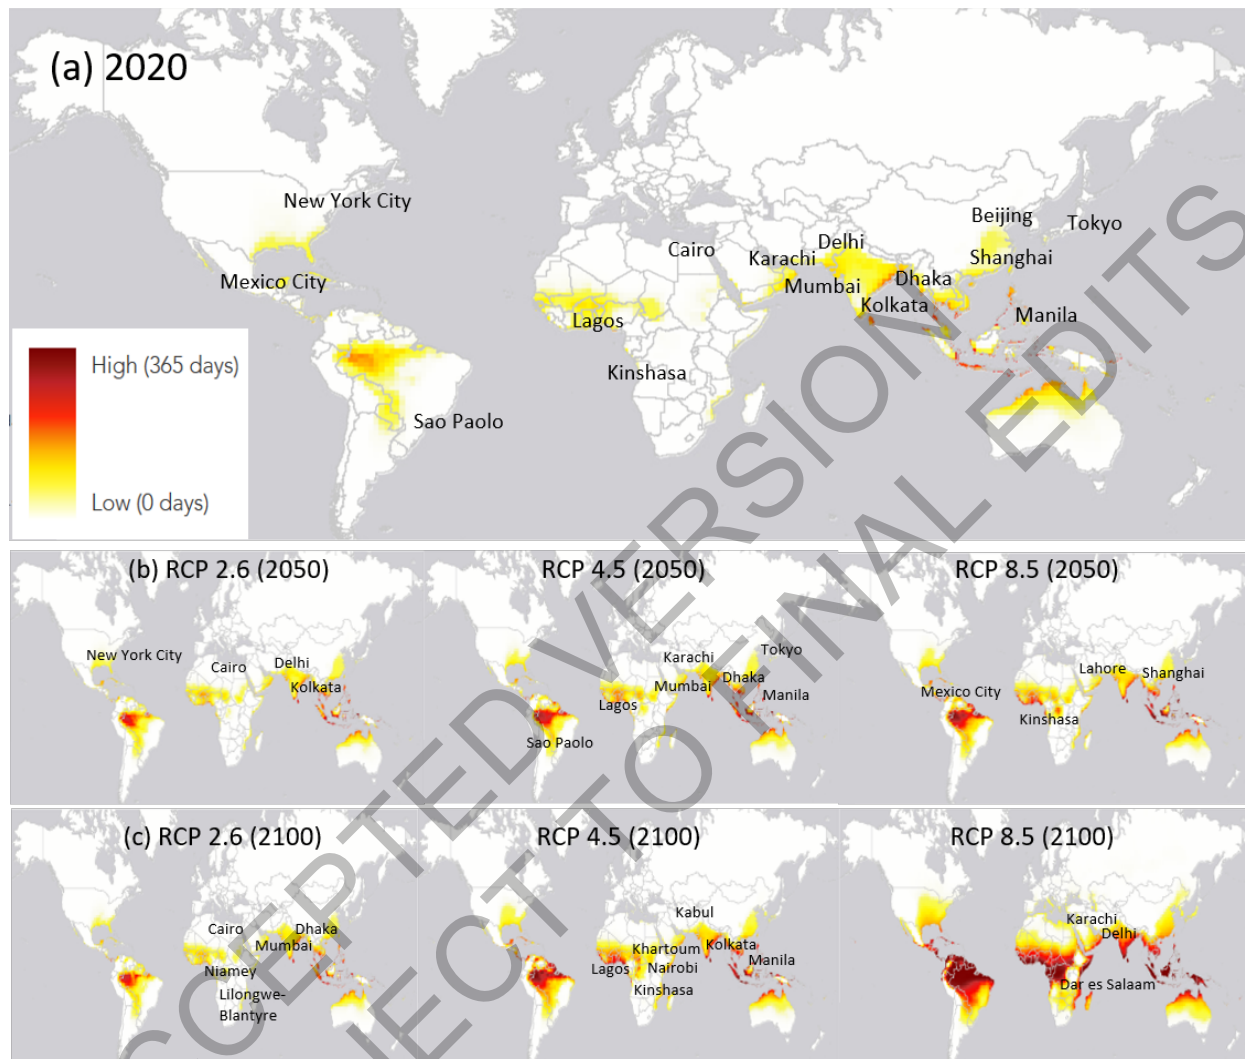 (a) 2020
New York City
Mexico City
Sao Paolo
Cairo
Lagos
Kinshasa
Karachi
Delhi
Mumbai
Dhaka
Kolkata
Beijing
Tokyo
Shanghai
Manila
High (365 days)
Low (0 days)
(b) RCP 2.6 (2050)
New York City
Cairo
Delhi
Kolkata
RCP 4.5 (2050)
Karachi
Tokyo
Mumbai
Dhaka
Lagos
Manila
Sao Paolo
RCP 8.5 (2050)
Lahore
Shanghai
Mexico City
Kinshasa
(c) RCP 2.6 (2100)
Cairo
Dhaka
Mumbai
Niamey
Lilongwe-
Blantyre
RCP 4.5 (2100)
Kabul
Khartoum
Kolkata
Lagos
Nairobi
Manila
Kinshasa
RCP 8.5 (2100)
Karachi
Delhi
Dar es Salaam
CCEPTED VERSION
JECT TO FINAL EDITS